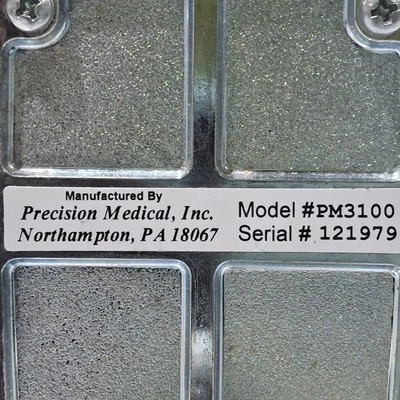 Manufactured By
Precision Medical, Inc.
Northampton, PA 18067
Model #PM3100
Serial # 121979